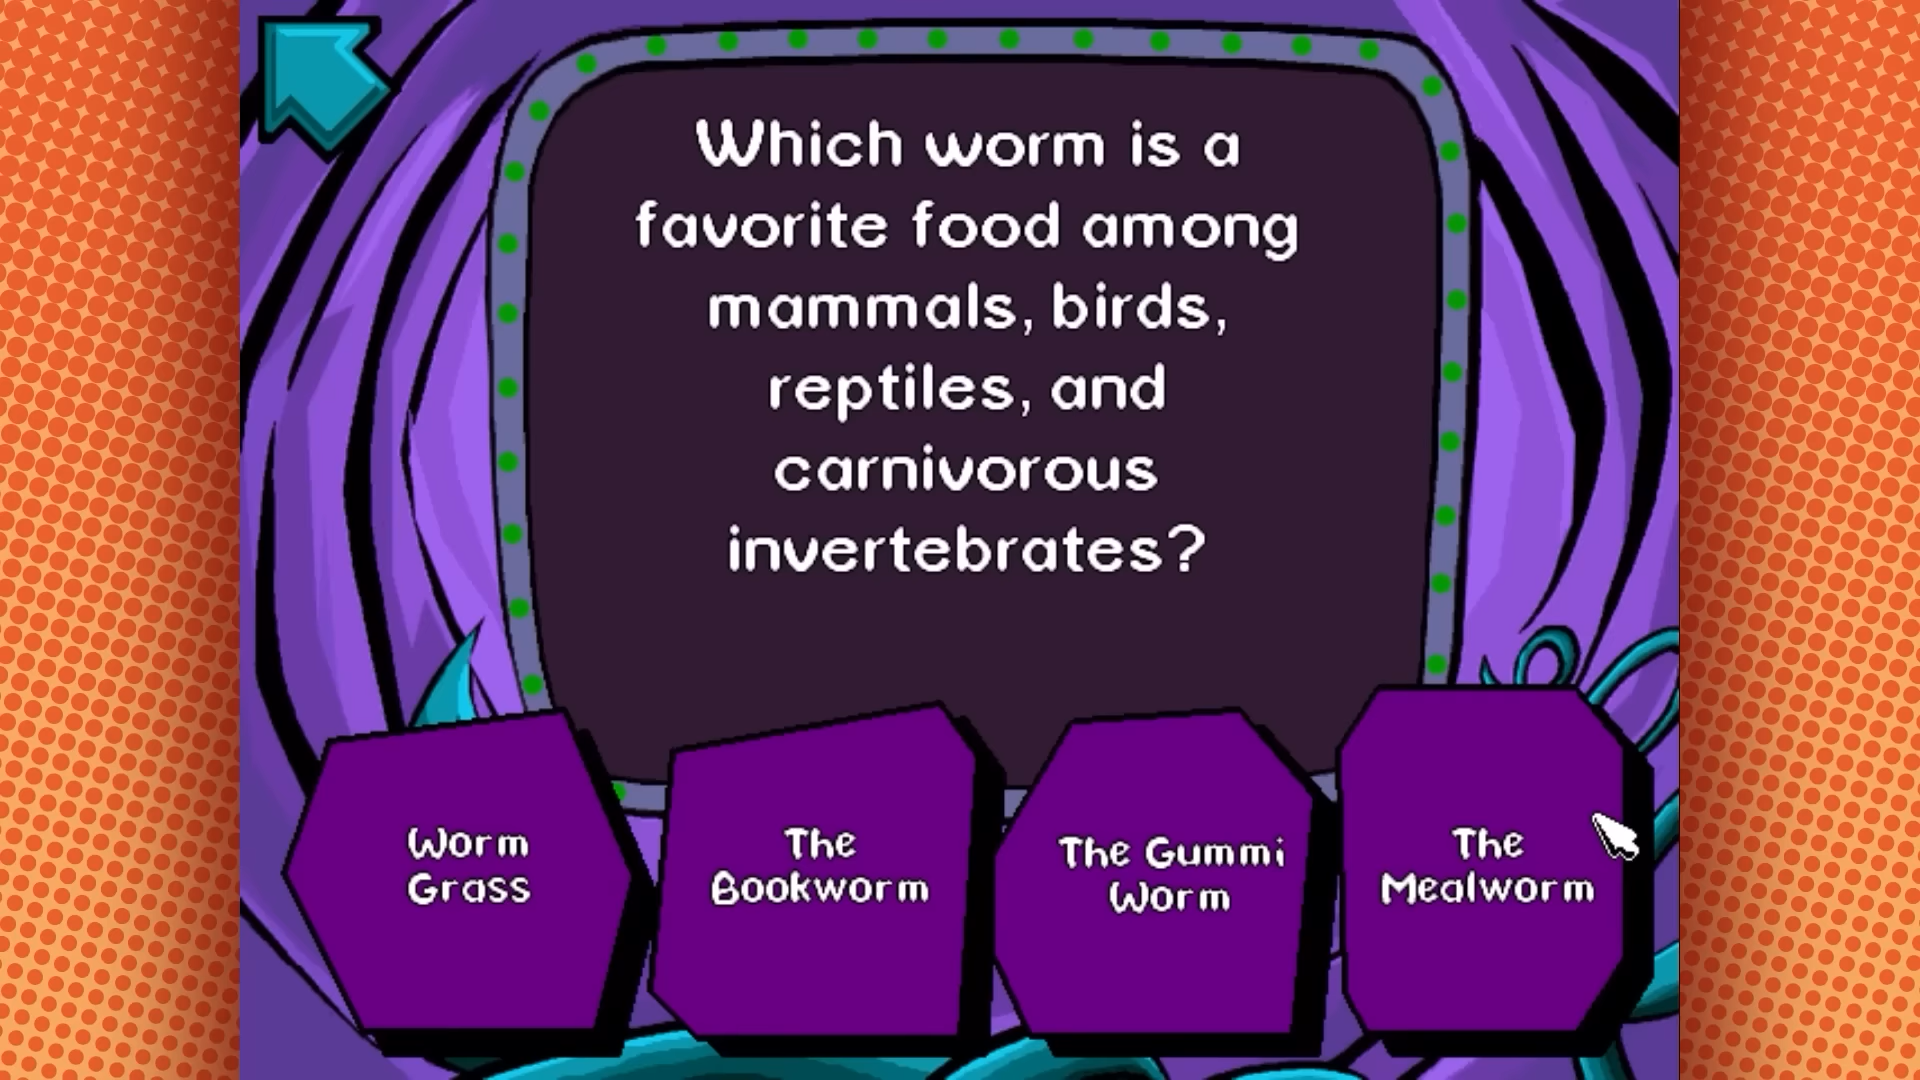 Which worm is a
favorite food among
mammals, birds,
reptiles, and
carnivorous
invertebrates?
Worm
Grass
The
Bookworm
The Gummi
Worm
The
Mealworm